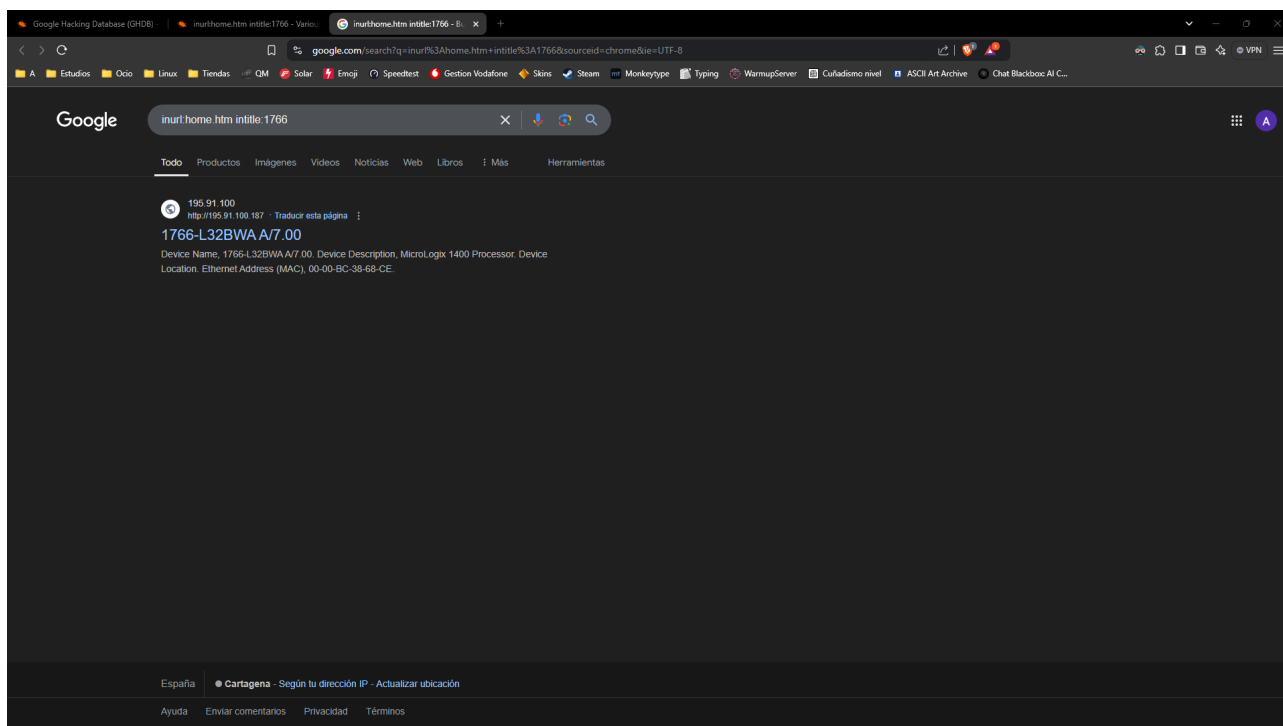 Google Hacking Database (GHDB) -
inurl:home.htm intitle:1766 - Variou
inurl:home.htm intitle:1766 - Bu
google.com/search?q=inurl%3Ahome.htm+intitle%3A1766&sourceid=chrome&ie=UTF-8
VPN
A Estudios Ocio Linux Tiendas QM Solar Emoji Speedtest Gestion Vodafone Skins Steam Monkeytype Typing WarmupServer Cuñadismo nivel ASCII Art Archive Chat Blackbox: AI C...
Google
inurl:home.htm intitle:1766
A
Todo Productos Imágenes Videos Noticias Web Libros Más Herramientas
195.91.100
http://195.91.100.187 · Traducir esta página
1766-L32BWA A/7.00
Device Name, 1766-L32BWA A/7.00. Device Description, MicroLogix 1400 Processor. Device
Location. Ethernet Address (MAC), 00-00-BC-38-68-CE.
España Cartagena - Según tu dirección IP - Actualizar ubicación
Ayuda Enviar comentarios Privacidad Términos